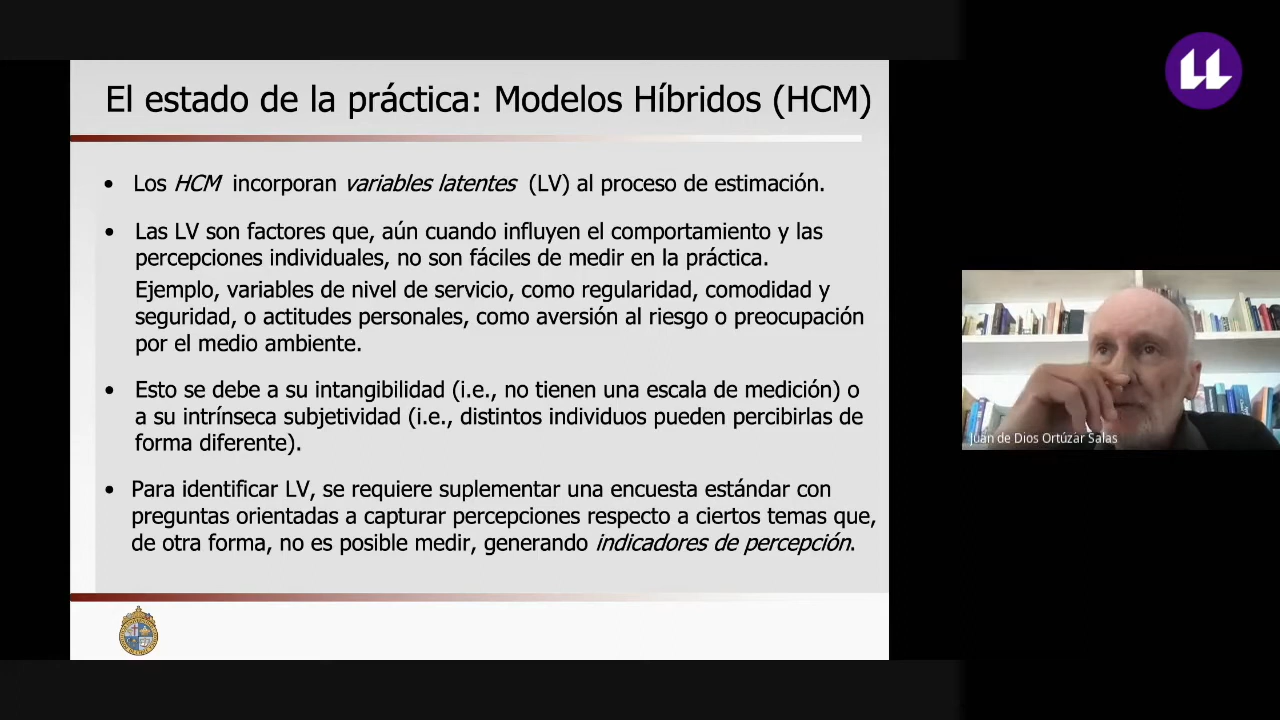 El estado de la práctica: Modelos Híbridos (HCM)
• Los HCM incorporan variables latentes (LV) al proceso de estimación.
• Las LV son factores que, aún cuando influyen el comportamiento y las
percepciones individuales, no son fáciles de medir en la práctica.
Ejemplo, variables de nivel de servicio, como regularidad, comodidad y
seguridad, o actitudes personales, como aversión al riesgo o preocupación
por el medio ambiente.
• Esto se debe a su intangibilidad (i.e., no tienen una escala de medición) o
a su intrínseca subjetividad (i.e., distintos individuos pueden percibirlas de
forma diferente).
• Para identificar LV, se requiere suplementar una encuesta estándar con
preguntas orientadas a capturar percepciones respecto a ciertos temas que,
de otra forma, no es posible medir, generando indicadores de percepción.
Juan de Dios Ortúzar Salas